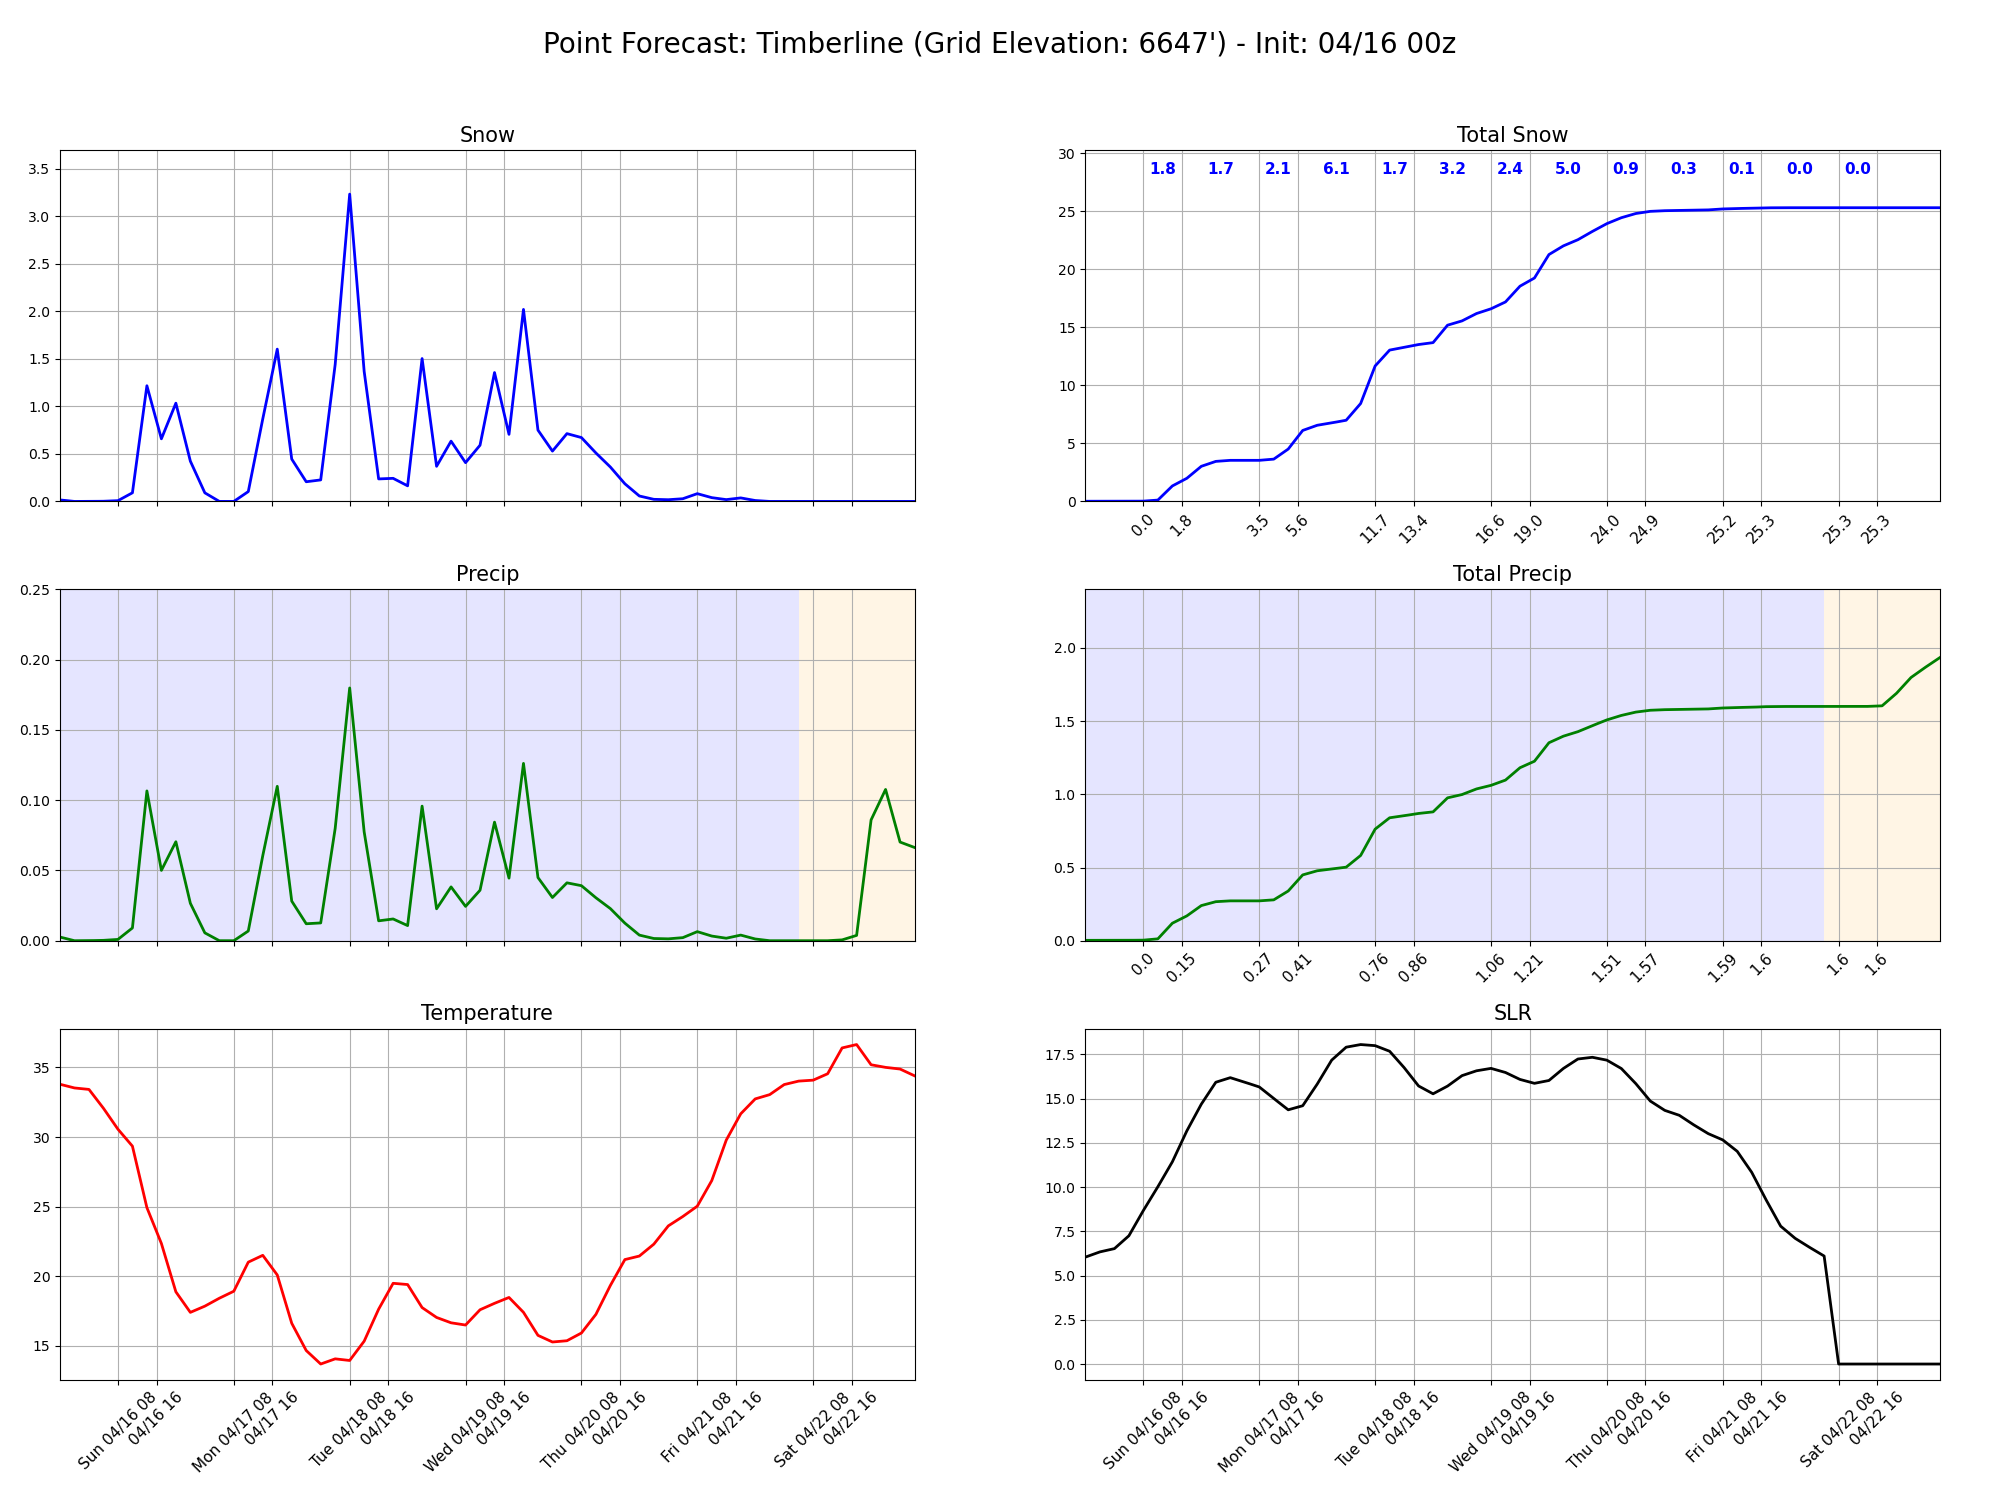 Point Forecast: Timberline (Grid Elevation: 6647') - Init: 04/16 00z
Snow
3.5
3.0
2.5
2.0
1.5
1.0
0.5
0.0
Total Snow
30
25
20
15
10
5
0
1.8 1.7 2.1 6.1 1.7 3.2 2.4 5.0 0.9 0.3 0.1 0.0 0.0
0.0 1.8 3.5 5.6 11.7 13.4 16.6 19.0 24.0 24.9 25.2 25.3 25.3 25.3
Precip
0.25
0.20
0.15
0.10
0.05
0.00
Total Precip
2.0
1.5
1.0
0.5
0.0
0.0 0.15 0.27 0.41 0.76 0.86 1.06 1.21 1.51 1.57 1.59 1.6 1.6 1.6
Temperature
35
30
25
20
15
Sun 04/16 08
04/16 16
Mon 04/17 08
04/17 16
Tue 04/18 08
04/18 16
Wed 04/19 08
04/19 16
Thu 04/20 08
04/20 16
Fri 04/21 08
04/21 16
Sat 04/22 08
04/22 16
SLR
17.5
15.0
12.5
10.0
7.5
5.0
2.5
0.0
Sun 04/16 08
04/16 16
Mon 04/17 08
04/17 16
Tue 04/18 08
04/18 16
Wed 04/19 08
04/19 16
Thu 04/20 08
04/20 16
Fri 04/21 08
04/21 16
Sat 04/22 08
04/22 16